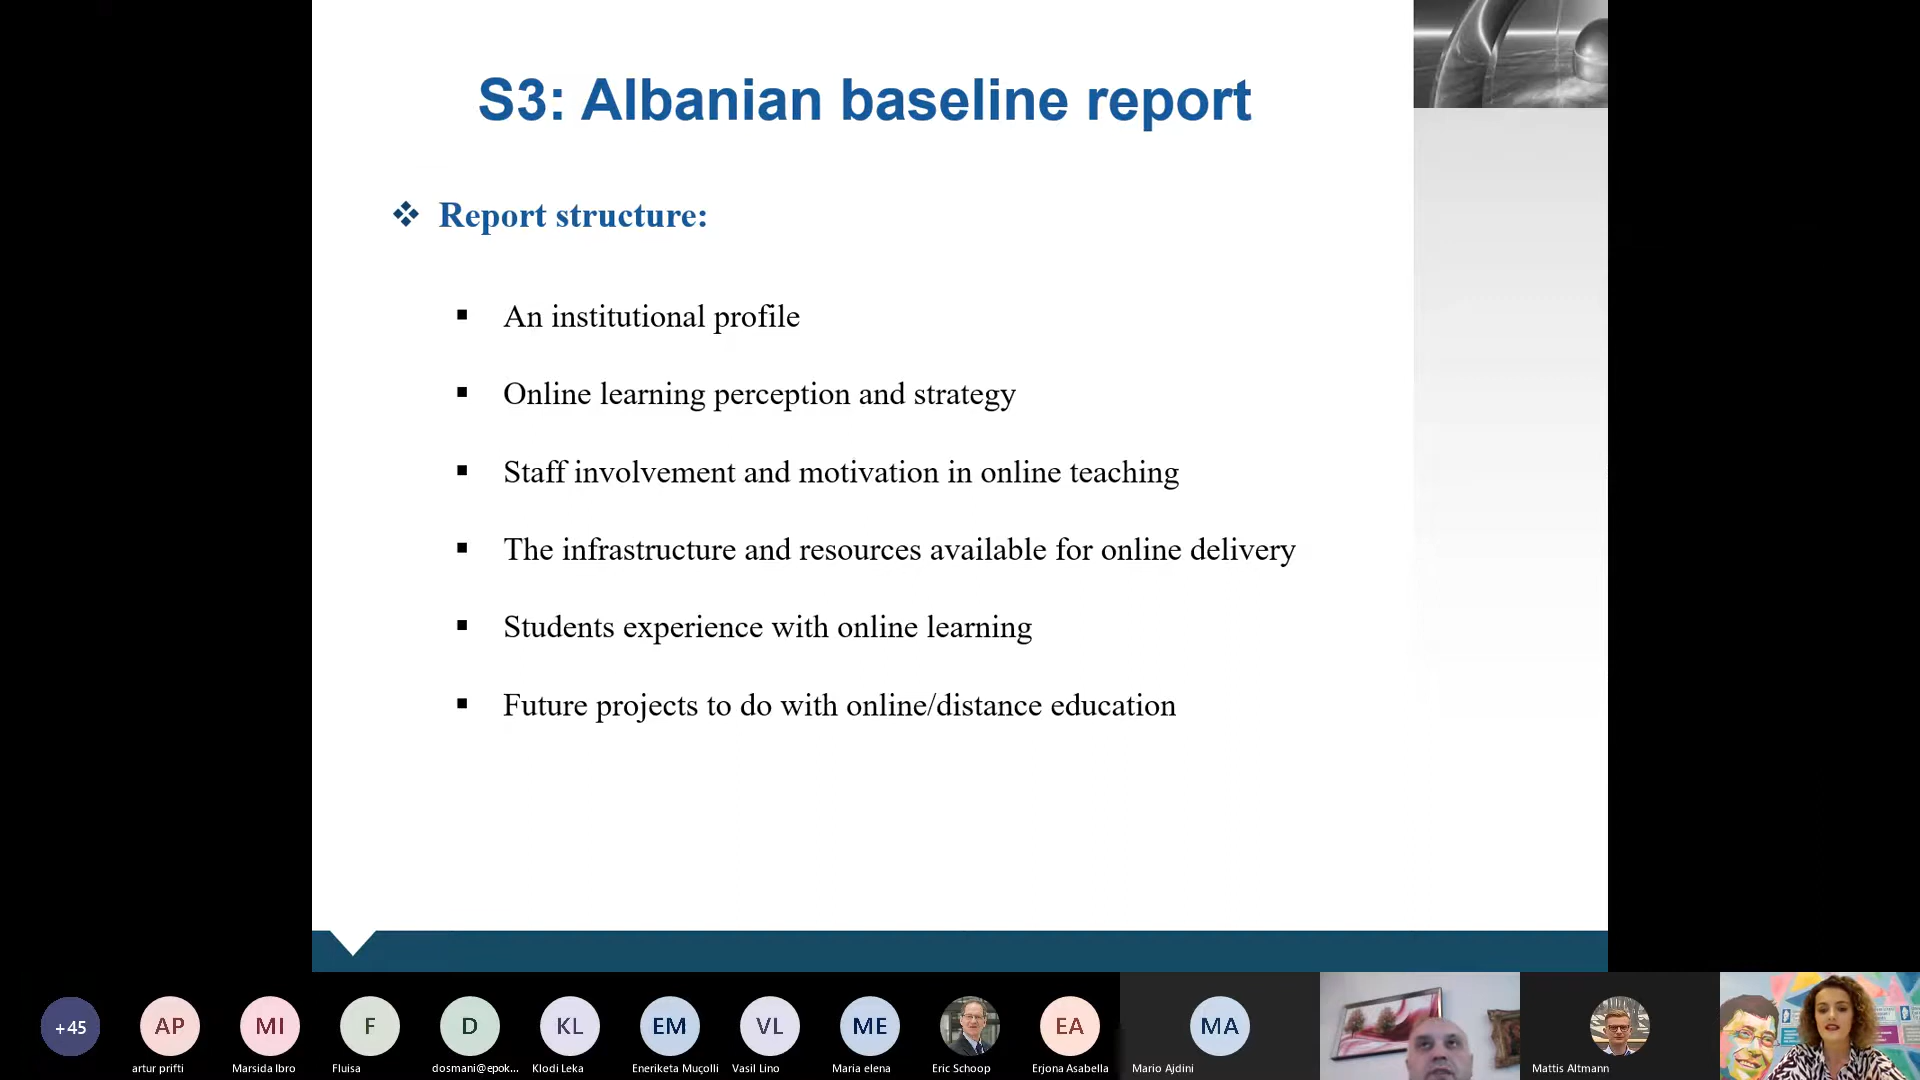 S3: Albanian baseline report
Report structure:
An institutional profile
Online learning perception and strategy
Staff involvement and motivation in online teaching
The infrastructure and resources available for online delivery
Students experience with online learning
Future projects to do with online/distance education
+45
AP
MI
F
D
KL
EM
VL
ME
EA
MA
artur prifti
Marsida Ibro
Fluisa
dosmani@epok...
Klodi Leka
Eneriketa Muçolli
Vasil Lino
Maria elena
Eric Schoop
Erjona Asabella
Mario Ajdini
Mattis Altmann